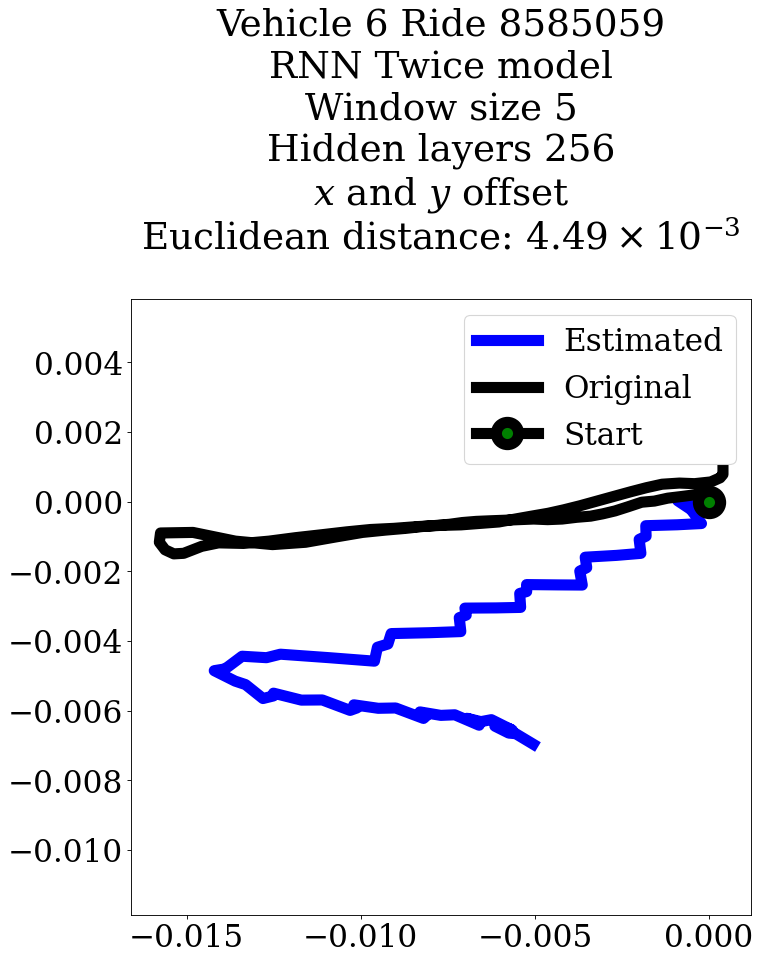 Vehicle 6 Ride 8585059
RNN Twice model
Window size 5
Hidden layers 256
x and y offset
Euclidean distance: 4.49 × 10⁻³
Estimated
Original
Start
0.004
0.002
0.000
−0.002
−0.004
−0.006
−0.008
−0.010
−0.015 −0.010 −0.005 0.000